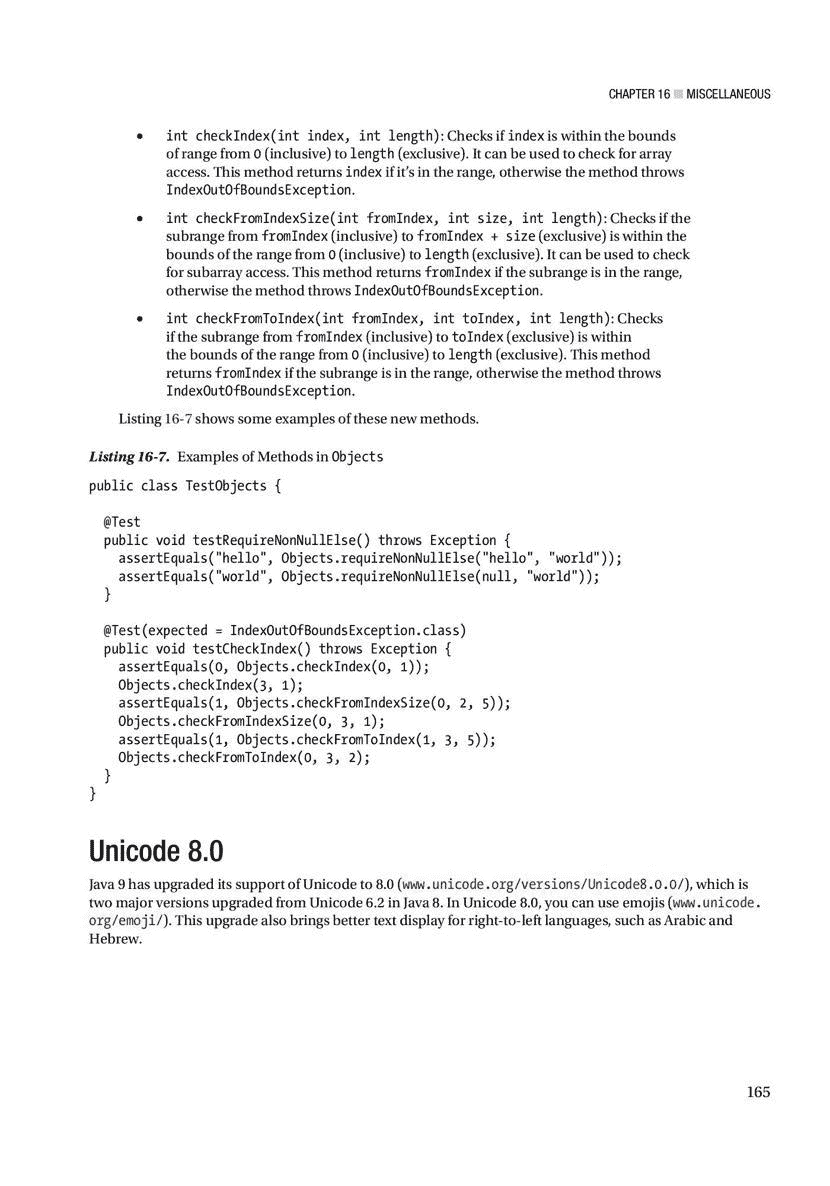 CHAPTER 16 ■ MISCELLANEOUS
• int checkIndex(int index, int length): Checks if index is within the bounds
of range from 0 (inclusive) to length (exclusive). It can be used to check for array
access. This method returns index if it's in the range, otherwise the method throws
IndexOutOfBoundsException.
• int checkFromIndexSize(int fromIndex, int size, int length): Checks if the
subrange from fromIndex (inclusive) to fromIndex + size (exclusive) is within the
bounds of the range from 0 (inclusive) to length (exclusive). It can be used to check
for subarray access. This method returns fromIndex if the subrange is in the range,
otherwise the method throws IndexOutOfBoundsException.
• int checkFromToIndex(int fromIndex, int toIndex, int length): Checks
if the subrange from fromIndex (inclusive) to toIndex (exclusive) is within
the bounds of the range from 0 (inclusive) to length (exclusive). This method
returns fromIndex if the subrange is in the range, otherwise the method throws
IndexOutOfBoundsException.
Listing 16-7 shows some examples of these new methods.
Listing 16-7. Examples of Methods in Objects
public class TestObjects {
@Test
public void testRequireNonNullElse() throws Exception {
assertEquals("hello", Objects.requireNonNullElse("hello", "world"));
assertEquals("world", Objects.requireNonNullElse(null, "world"));
}
@Test(expected = IndexOutOfBoundsException.class)
public void testCheckIndex() throws Exception {
assertEquals(0, Objects.checkIndex(0, 1));
Objects.checkIndex(3, 1);
assertEquals(1, Objects.checkFromIndexSize(0, 2, 5));
Objects.checkFromIndexSize(0, 3, 1);
assertEquals(1, Objects.checkFromToIndex(1, 3, 5));
Objects.checkFromToIndex(0, 3, 2);
}
}
Unicode 8.0
Java 9 has upgraded its support of Unicode to 8.0 (www.unicode.org/versions/Unicode8.0.0/), which is
two major versions upgraded from Unicode 6.2 in Java 8. In Unicode 8.0, you can use emojis (www.unicode.
org/emoji/). This upgrade also brings better text display for right-to-left languages, such as Arabic and
Hebrew.
165